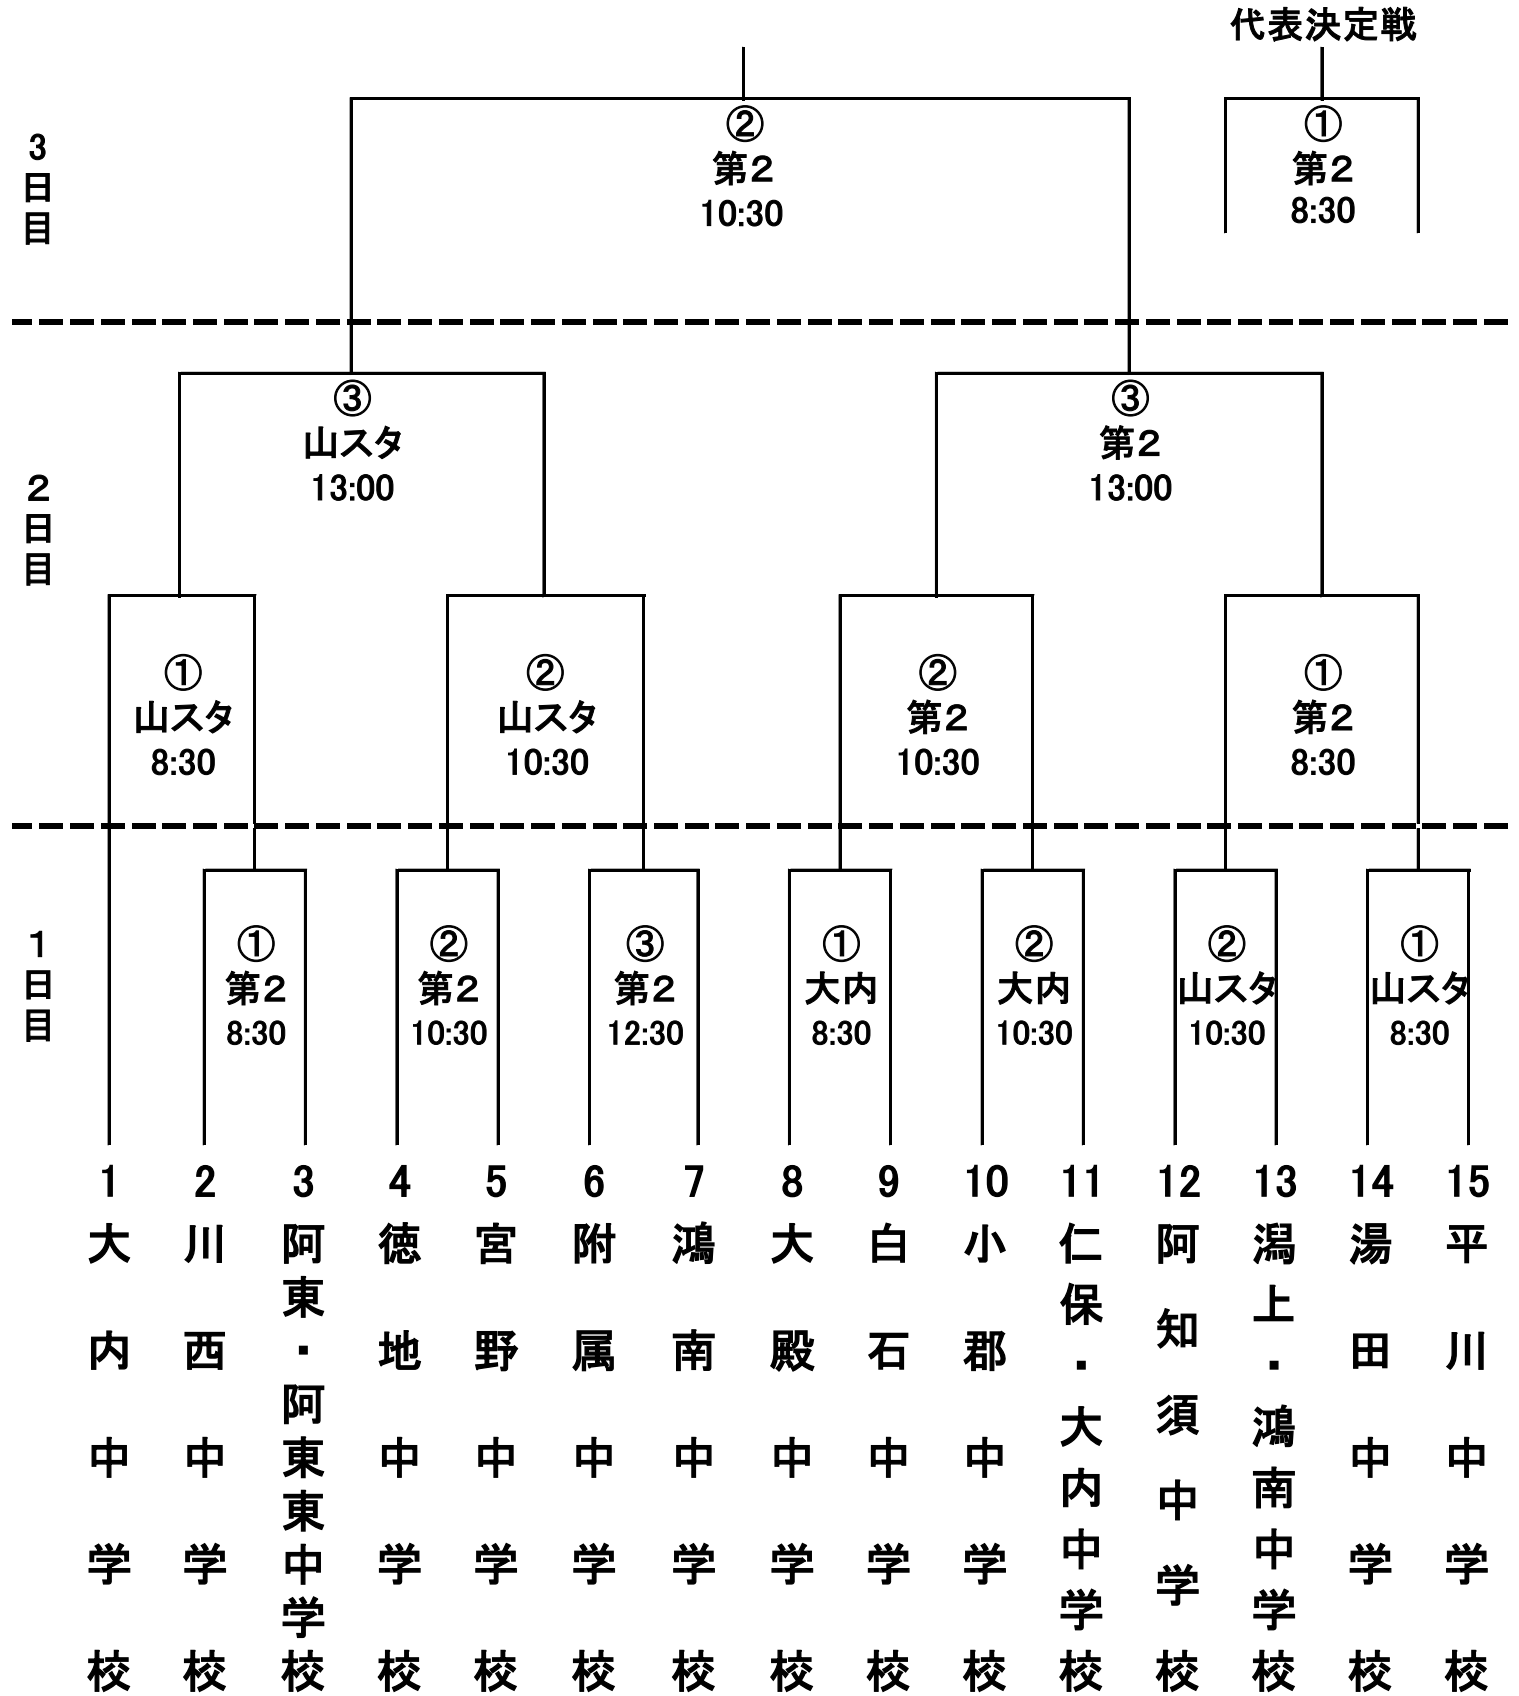 代表決定戦
3日目
②
第2
10:30
①
第2
8:30
2日目
③
山スタ
13:00
③
第2
13:00
①
山スタ
8:30
②
山スタ
10:30
②
第2
10:30
①
第2
8:30
1日目
①
第2
8:30
②
第2
10:30
③
第2
12:30
①
大内
8:30
②
大内
10:30
②
山スタ
10:30
①
山スタ
8:30
1
大内中学校
2
川西中学校
3
阿東・阿東東中学校
4
徳地中学校
5
宮野中学校
6
附属中学校
7
鴻南中学校
8
大殿中学校
9
白石中学校
10
小郡中学校
11
仁保・大内中学校
12
阿知須中学校
13
潟上・鴻南中学校
14
湯田中学校
15
平川中学校